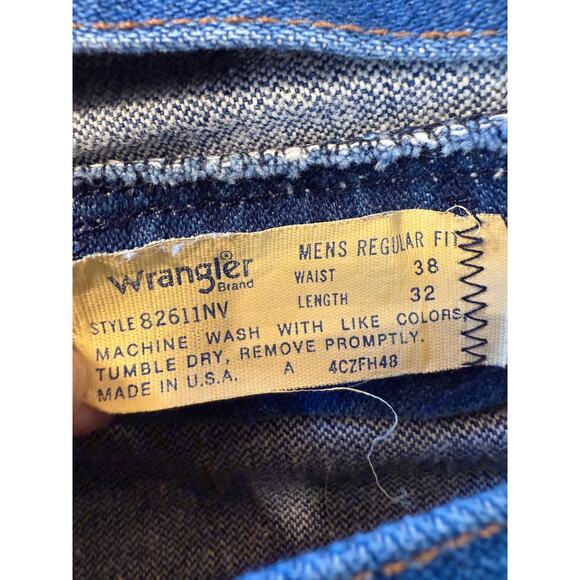 Wrangler
Brand
MENS REGULAR FIT
WAIST 38
LENGTH 32
STYLE 82611NV
MACHINE WASH WITH LIKE COLORS,
TUMBLE DRY, REMOVE PROMPTLY.
MADE IN U.S.A. A 4CZFH48